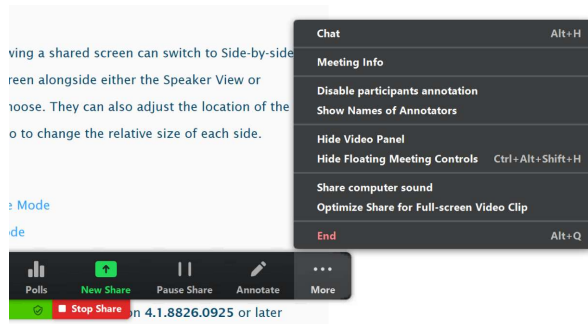 wing a shared screen can switch to Side-by-side
reen alongside either the Speaker View or
hoose. They can also adjust the location of the
o to change the relative size of each side.
e Mode
ode
Chat Alt+H
Meeting Info
Disable participants annotation
Show Names of Annotators
Hide Video Panel
Hide Floating Meeting Controls Ctrl+Alt+Shift+H
Share computer sound
Optimize Share for Full-screen Video Clip
End Alt+Q
Polls New Share Pause Share Annotate More
Stop Share on 4.1.8826.0925 or later